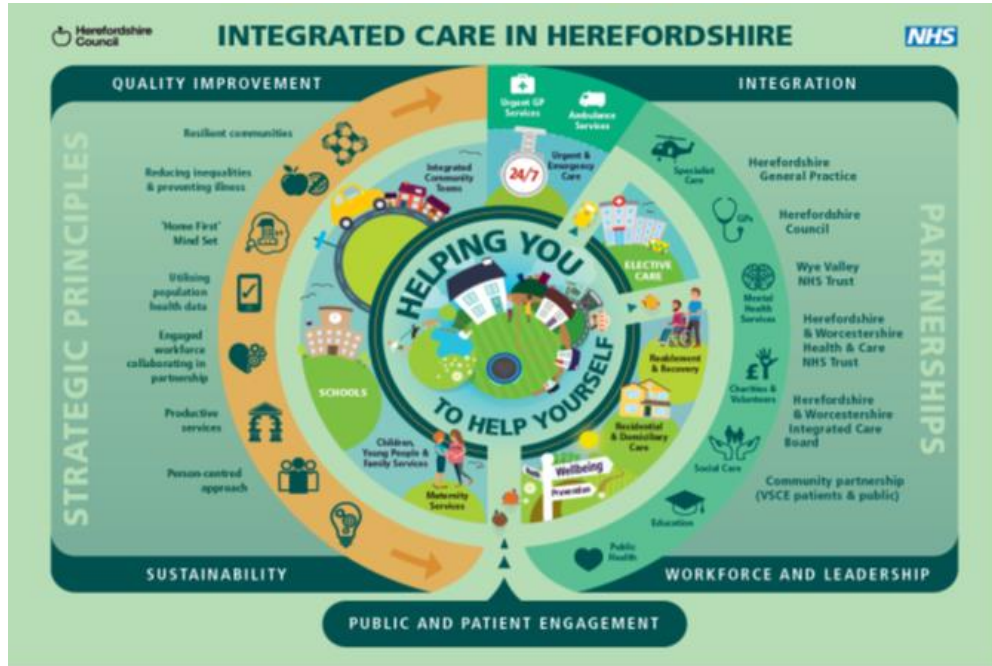 Herefordshire
Council
INTEGRATED CARE IN HEREFORDSHIRE
NHS
QUALITY IMPROVEMENT
INTEGRATION
STRATEGIC PRINCIPLES
Resilient communities
Reducing inequalities
& preventing illness
'Home First'
Mind Set
Utilising
population
health data
Engaged
workforce
collaborating in
partnership
Productive
services
Person-centred
approach
Urgent GP
Services
Ambulance
Services
Integrated
Community
Teams
24/7
Urgent &
Emergency
Care
ELECTIVE
CARE
Reablement
& Recovery
Residential
& Domiciliary
Care
Wellbeing
Prevention
Maternity
Services
Children,
Young People &
Family Services
SCHOOLS
HELPING YOU
TO HELP YOURSELF
Specialist
Care
GPs
Mental
Health
Services
£
Charities &
Volunteers
Social Care
Education
Public
Health
Herefordshire
General Practice
Herefordshire
Council
Wye Valley
NHS Trust
Herefordshire
& Worcestershire
Health & Care
NHS Trust
Herefordshire
& Worcestershire
Integrated Care
Board
Community partnership
(VSCE patients & public)
PARTNERSHIPS
SUSTAINABILITY
WORKFORCE AND LEADERSHIP
PUBLIC AND PATIENT ENGAGEMENT